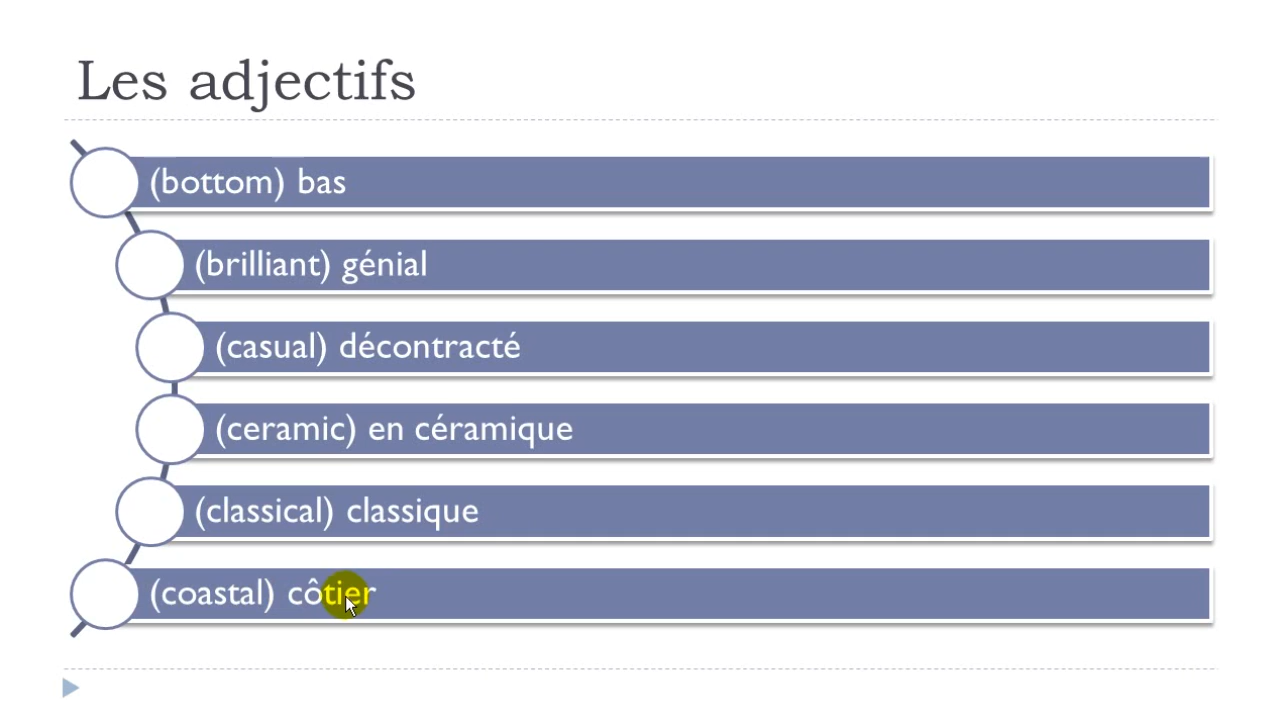 Les adjectifs
(bottom) bas
(brilliant) génial
(casual) décontracté
(ceramic) en céramique
(classical) classique
(coastal) côtier